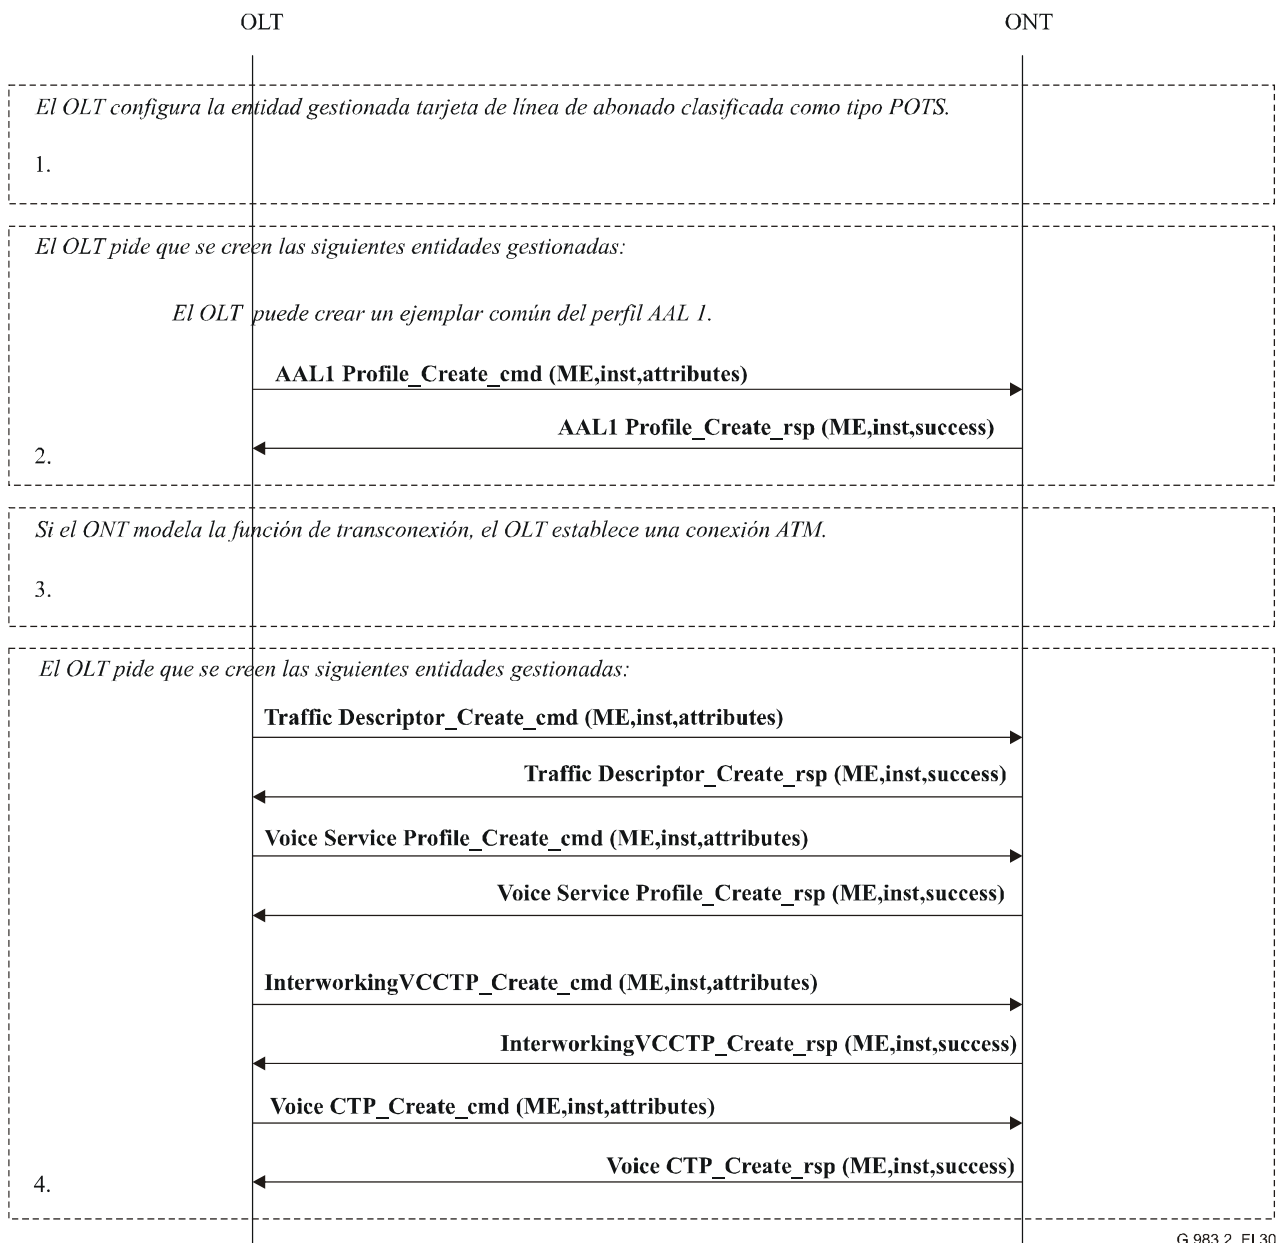 OLT ONT
El OLT configura la entidad gestionada tarjeta de línea de abonado clasificada como tipo POTS.
1.
El OLT pide que se creen las siguientes entidades gestionadas:
El OLT puede crear un ejemplar común del perfil AAL 1.
AAL1 Profile_Create_cmd (ME,inst,attributes)
AAL1 Profile_Create_rsp (ME,inst,success)
2.
Si el ONT modela la función de transconexión, el OLT establece una conexión ATM.
3.
El OLT pide que se creen las siguientes entidades gestionadas:
Traffic Descriptor_Create_cmd (ME,inst,attributes)
Traffic Descriptor_Create_rsp (ME,inst,success)
Voice Service Profile_Create_cmd (ME,inst,attributes)
Voice Service Profile_Create_rsp (ME,inst,success)
InterworkingVCCTP_Create_cmd (ME,inst,attributes)
InterworkingVCCTP_Create_rsp (ME,inst,success)
Voice CTP_Create_cmd (ME,inst,attributes)
Voice CTP_Create_rsp (ME,inst,success)
4.